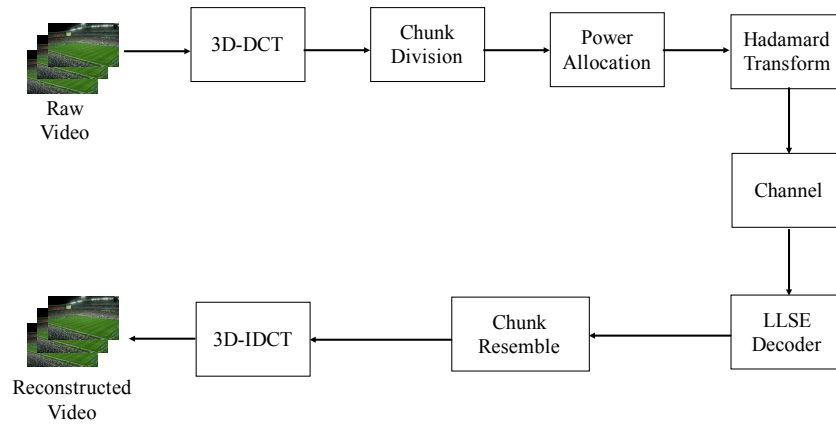 Raw
Video
3D-DCT
Chunk
Division
Power
Allocation
Hadamard
Transform
Channel
LLSE
Decoder
Chunk
Resemble
3D-IDCT
Reconstructed
Video